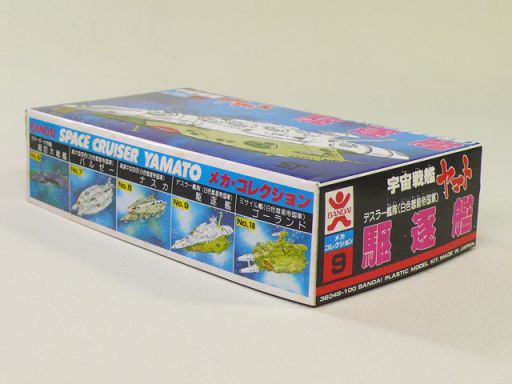 BANDAI SPACE CRUISER YAMATO メカ・コレクション
No.6
No.7
バルゼー
No.8
ナスカ
デスラー艦隊(白色彗星帝国軍)
駆逐艦
No.9
ミサイル艦(白色彗星帝国軍)
ゴーランド
No.10
BANDAI
宇宙戦艦ヤマト
デスラー艦隊(白色彗星帝国軍)
メカ
コレクション
9
駆逐艦
36049-100 BANDAI PLASTIC MODEL KIT. MADE IN JAPAN